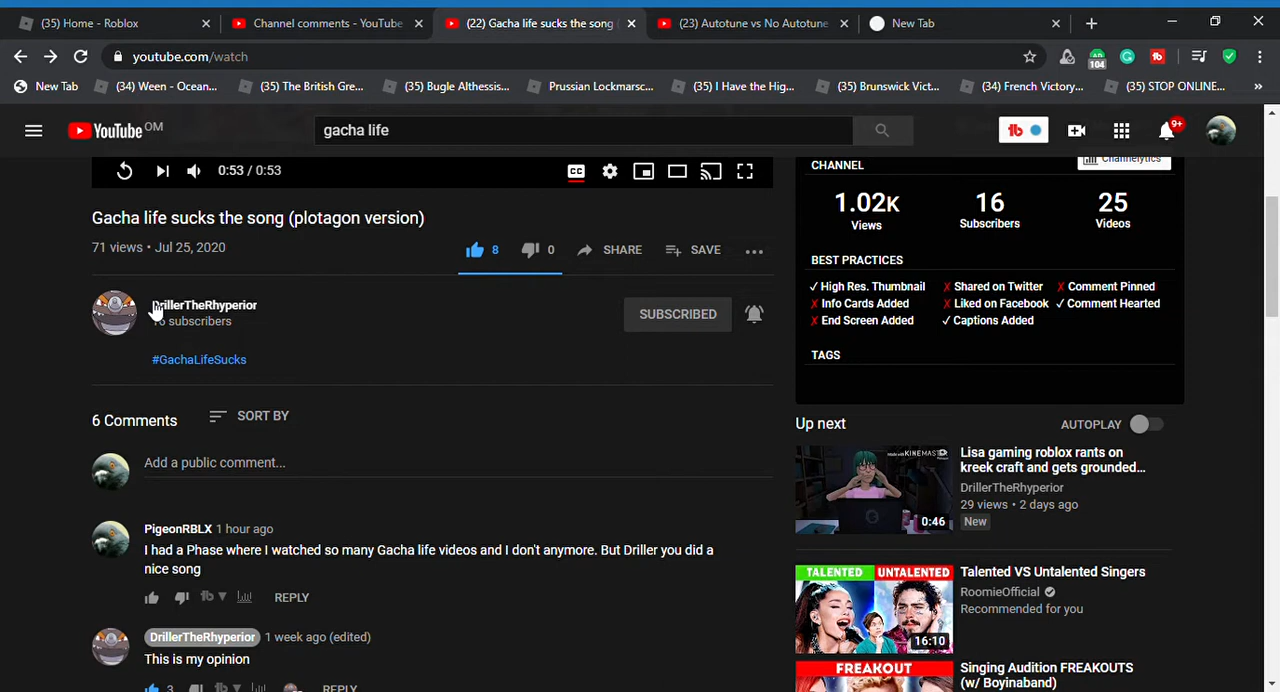 (35) Home - Roblox
Channel comments - YouTube
(22) Gacha life sucks the song
(23) Autotune vs No Autotune
New Tab
youtube.com/watch
104
New Tab
(34) Ween - Ocean...
(35) The British Gre...
(35) Bugle Althessis...
Prussian Lockmarsc...
(35) I Have the Hig...
(35) Brunswick Vict...
(34) French Victory...
(35) STOP ONLINE...
YouTube OM
gacha life
9+
0:53 / 0:53
CC
Gacha life sucks the song (plotagon version)
71 views • Jul 25, 2020
8
0
SHARE
SAVE
DrillerTheRhyperior
16 subscribers
SUBSCRIBED
#GachaLifeSucks
6 Comments
SORT BY
Add a public comment...
PigeonRBLX 1 hour ago
I had a Phase where I watched so many Gacha life videos and I don't anymore. But Driller you did a
nice song
REPLY
DrillerTheRhyperior 1 week ago (edited)
This is my opinion
3
REPLY
CHANNEL
Channelytics
1.02K
Views
16
Subscribers
25
Videos
BEST PRACTICES
✓ High Res. Thumbnail
✗ Shared on Twitter
✗ Comment Pinned
✗ Info Cards Added
✗ Liked on Facebook
✓ Comment Hearted
✗ End Screen Added
✓ Captions Added
TAGS
Up next
AUTOPLAY
Made with KINEMASTER
0:46
Lisa gaming roblox rants on
kreek craft and gets grounded...
DrillerTheRhyperior
29 views • 2 days ago
New
TALENTED
UNTALENTED
16:10
Talented VS Untalented Singers
RoomieOfficial
Recommended for you
FREAKOUT
Singing Audition FREAKOUTS
(w/ Boyinaband)